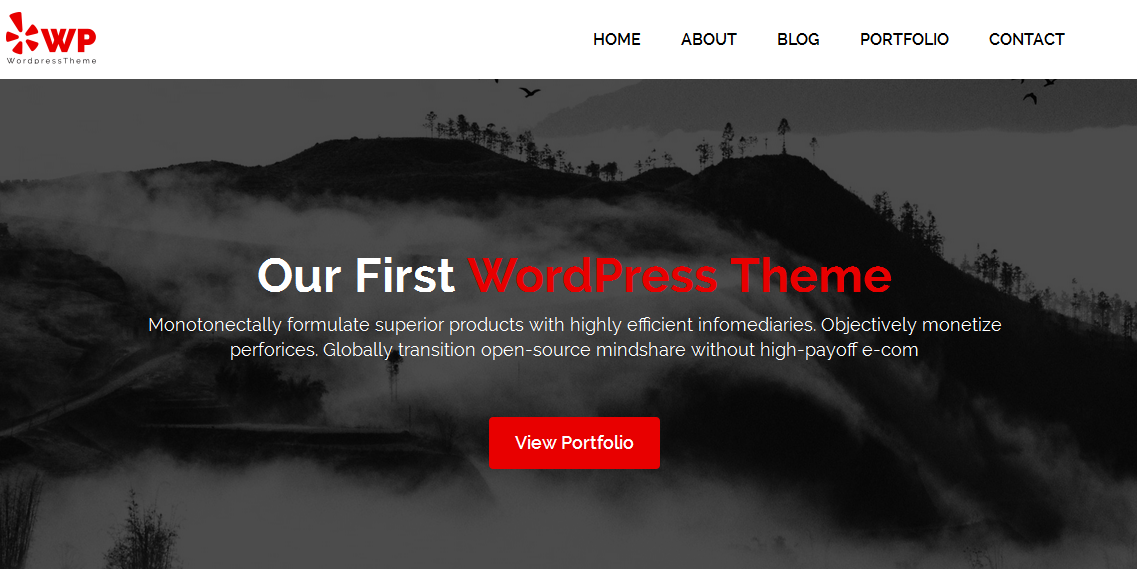 WP
WordpressTheme
HOME ABOUT BLOG PORTFOLIO CONTACT
Our First WordPress Theme
Monotonectally formulate superior products with highly efficient infomediaries. Objectively monetize
perforices. Globally transition open-source mindshare without high-payoff e-com
View Portfolio